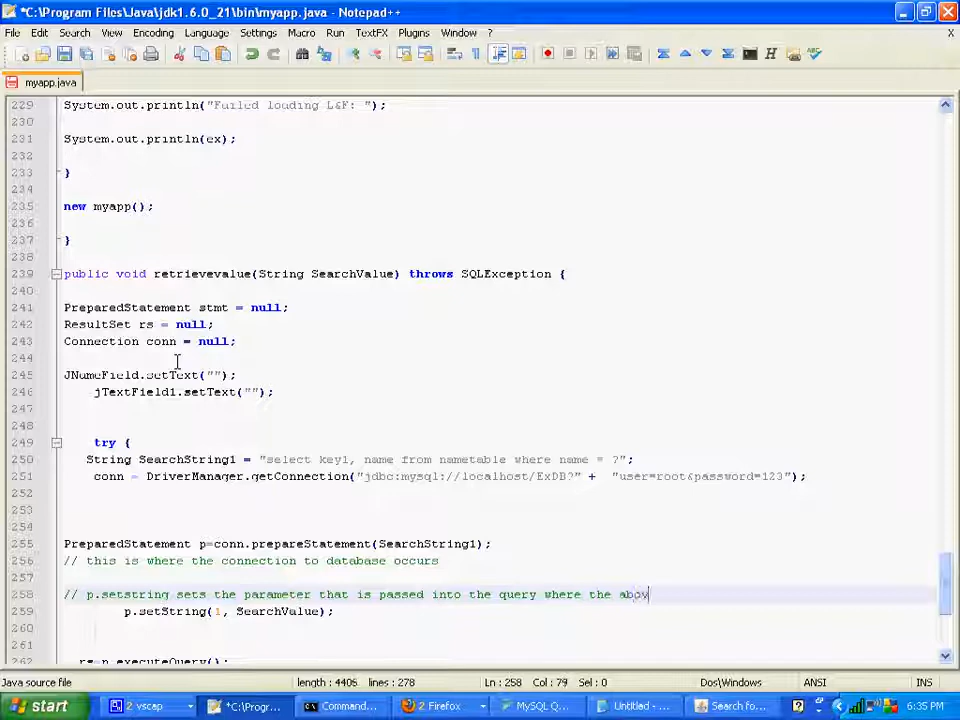 *C:\Program Files\Java\jdk1.6.0_21\bin\myapp.java - Notepad++
File Edit Search View Encoding Language Settings Macro Run TextFX Plugins Window ? X
myapp.java
229 System.out.println("Failed loading L&F: ");
230
231 System.out.println(ex);
232
233 }
234
235 new myapp();
236
237 }
238
239 public void retrievevalue(String SearchValue) throws SQLException {
240
241 PreparedStatement stmt = null;
242 ResultSet rs = null;
243 Connection conn = null;
244
245 JNameField.setText("");
246 jTextField1.setText("");
247
248
249 try {
250 String SearchString1 = "select key1, name from nametable where name = ?";
251 conn = DriverManager.getConnection("jdbc:mysql://localhost/ExDB?" + "user=root&password=123");
252
253
254
255 PreparedStatement p=conn.prepareStatement(SearchString1);
256 // this is where the connection to database occurs
257
258 // p.setstring sets the parameter that is passed into the query where the abov
259 p.setString(1, SearchValue);
260
261
262 rs=p.executeQuery();
Java source file length : 4406 lines : 278 Ln : 258 Col : 79 Sel : 0 Dos\Windows ANSI INS
start 2 vscap *C:\Progr... Command... 2 Firefox MySQL Q... Untitled - ... Search fo... 6:35 PM